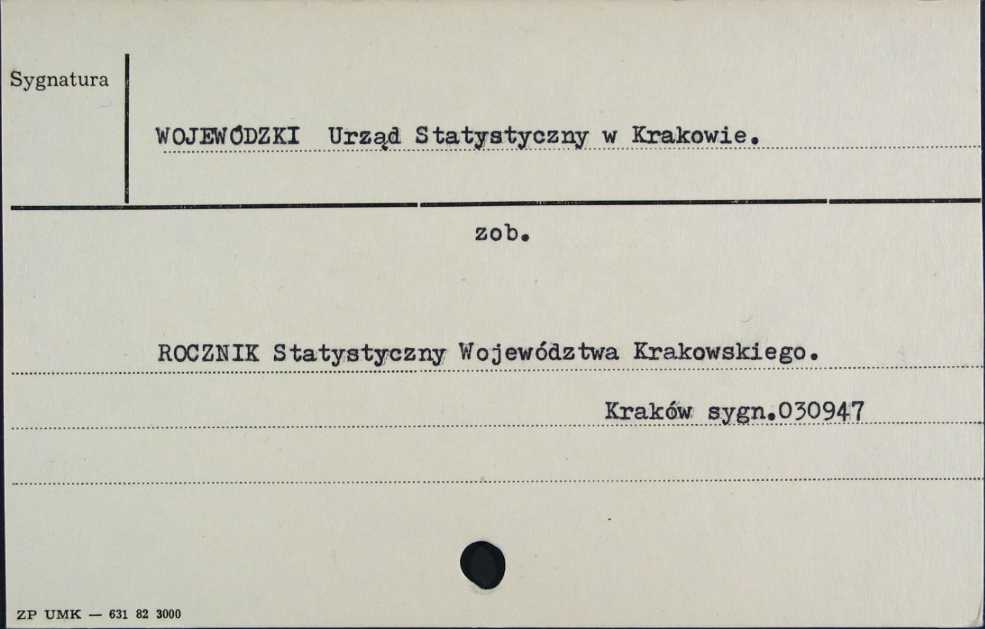 Sygnatura
WOJEWÓDZKI Urząd Statystyczny w Krakowie.
zob.
ROCZNIK Statystyczny Województwa Krakowskiego.
Kraków sygn.030947
ZP UMK — 631 82 3000